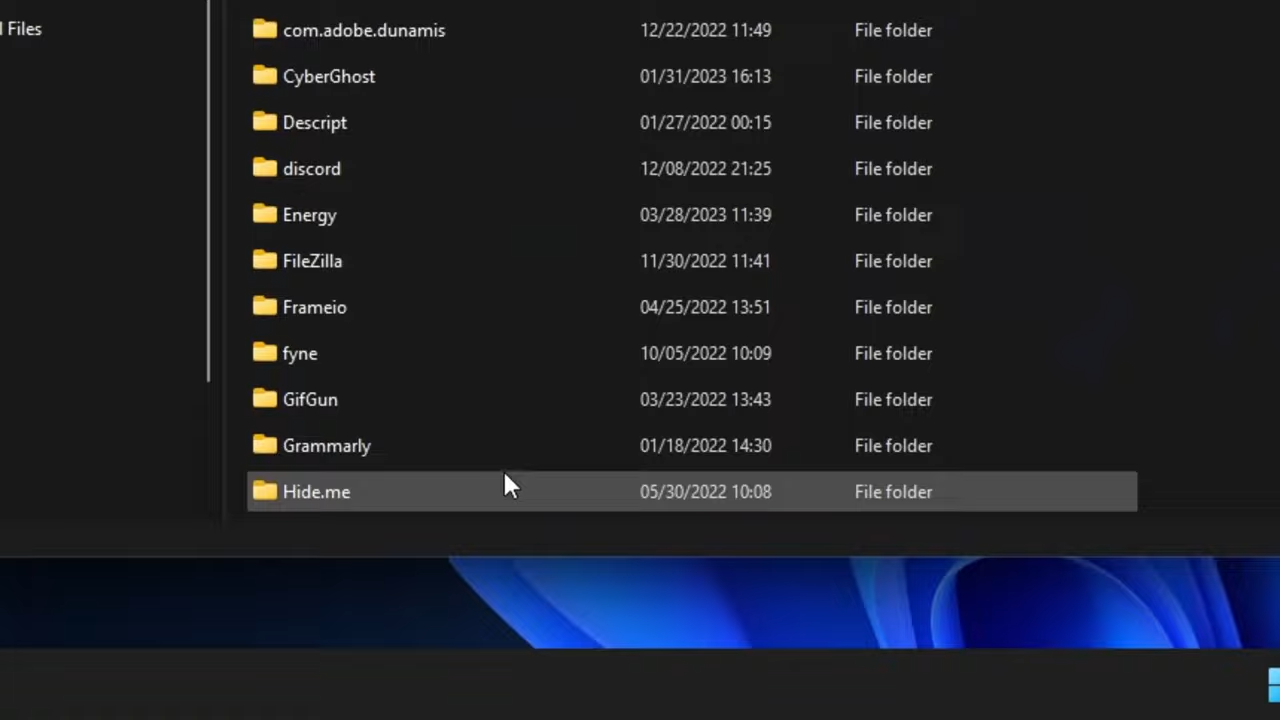 l Files
com.adobe.dunamis 12/22/2022 11:49 File folder
CyberGhost 01/31/2023 16:13 File folder
Descript 01/27/2022 00:15 File folder
discord 12/08/2022 21:25 File folder
Energy 03/28/2023 11:39 File folder
FileZilla 11/30/2022 11:41 File folder
Frameio 04/25/2022 13:51 File folder
fyne 10/05/2022 10:09 File folder
GifGun 03/23/2022 13:43 File folder
Grammarly 01/18/2022 14:30 File folder
Hide.me 05/30/2022 10:08 File folder